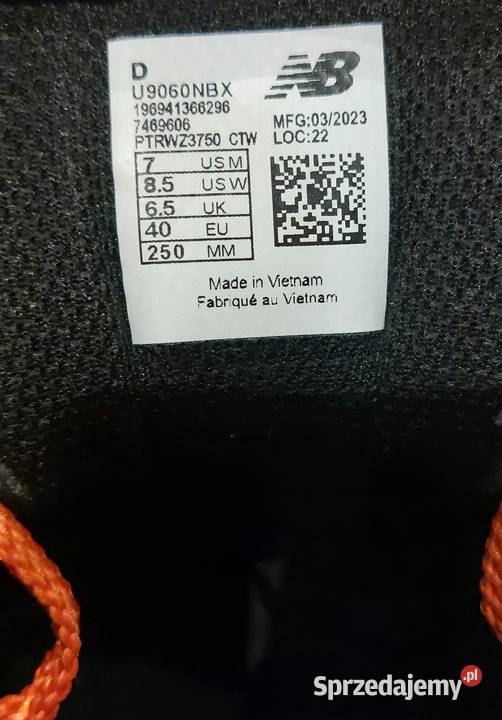 D
U9060NBX
196941366296
7469606
PTRWZ3750 CTW
7 US M
8.5 US W
6.5 UK
40 EU
250 MM
NB
MFG:03/2023
LOC:22
Made in Vietnam
Fabriqué au Vietnam
Sprzedajemy.pl